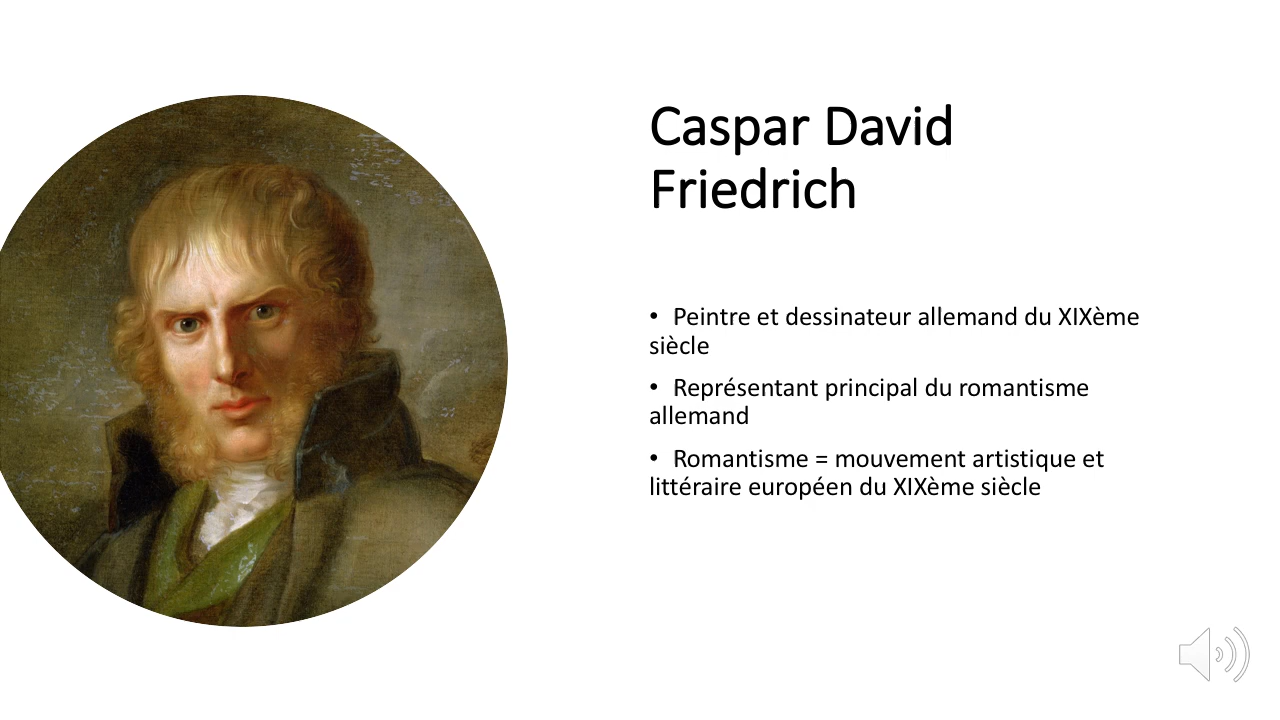 Caspar David
Friedrich
• Peintre et dessinateur allemand du XIXème
siècle
• Représentant principal du romantisme
allemand
• Romantisme = mouvement artistique et
littéraire européen du XIXème siècle